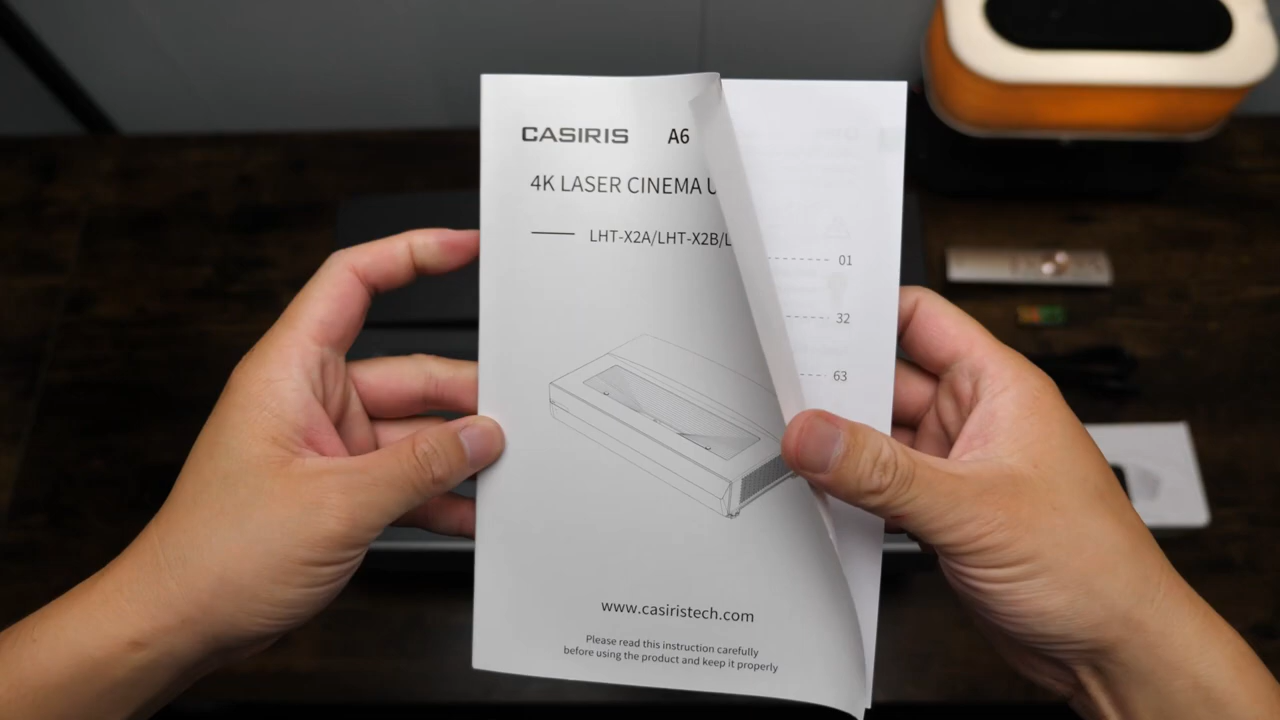 CASIRIS A6
4K LASER CINEMA U
LHT-X2A/LHT-X2B/L
01
32
63
www.casiristech.com
Please read this instruction carefully
before using the product and keep it properly